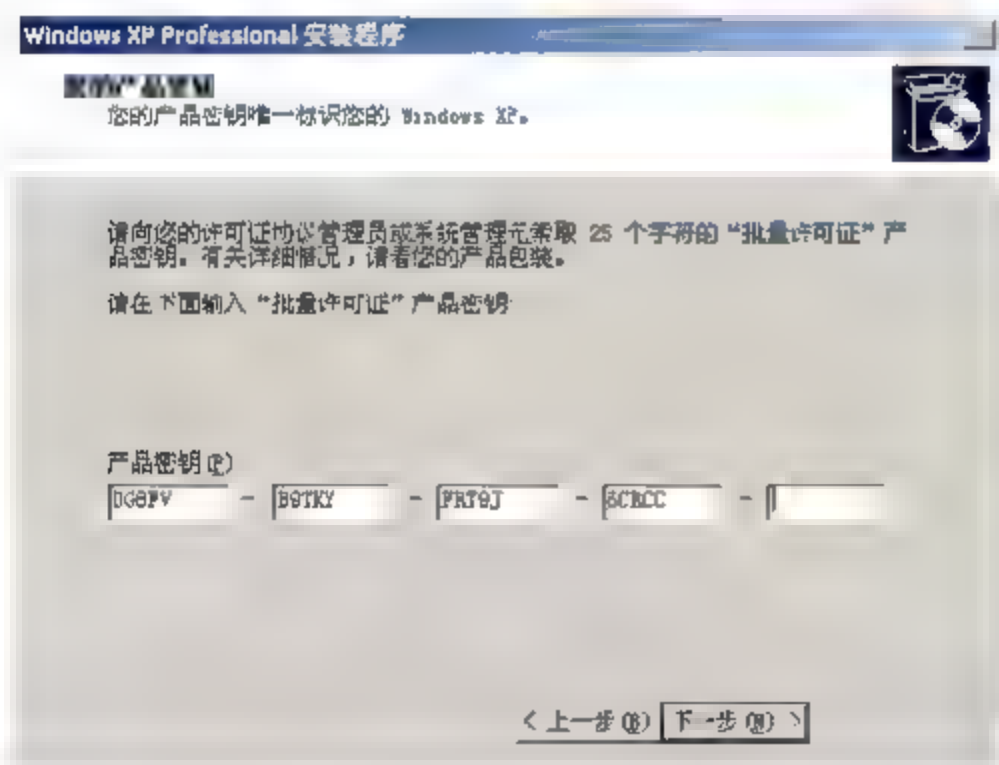 Windows XP Professional 安装程序
您的产品密钥唯一标识您的 Windows XP。
请向您的许可证协议管理员或系统管理员索取 25 个字符的“批量许可证”产
品密钥。有关详细情况，请看您的产品包装。
请在下面输入“批量许可证”产品密钥
产品密钥(P)
- B9TKY - FRT9J - 6CRCC -
< 上一步(B) 下一步(N) >